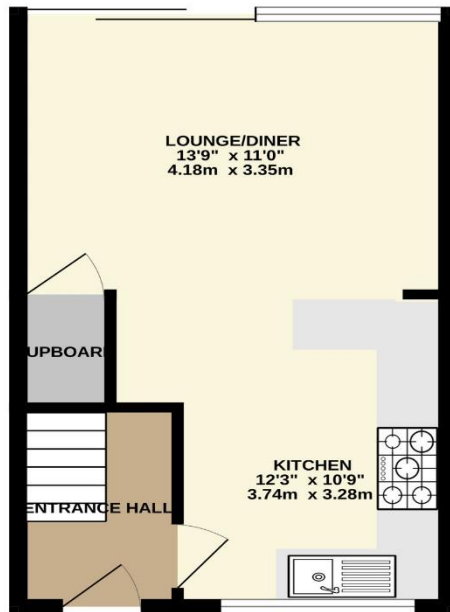 LOUNGE/DINER
13'9" x 11'0"
4.18m x 3.35m
UPBOAR
KITCHEN
12'3" x 10'9"
3.74m x 3.28m
ENTRANCE HALL